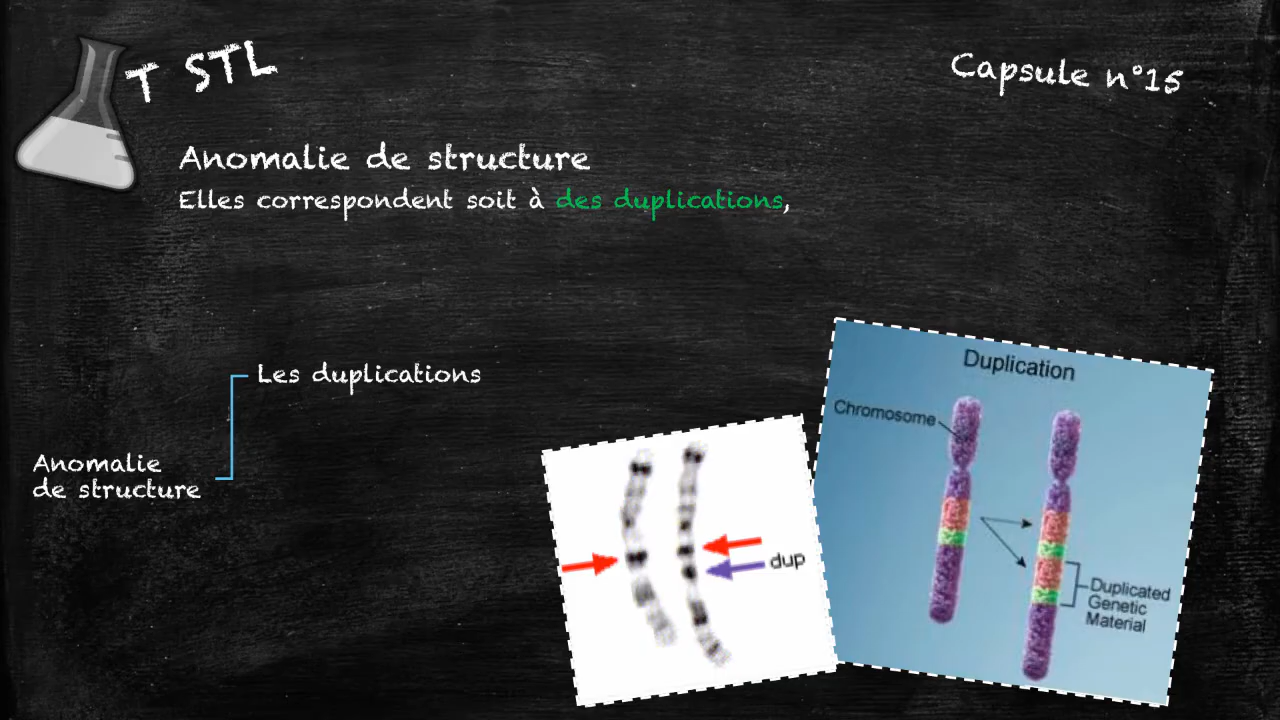 T STL
Capsule n°15
Anomalie de structure
Elles correspondent soit à des duplications,
Les duplications
Anomalie
de structure
dup
Duplication
Chromosome
Duplicated
Genetic
Material